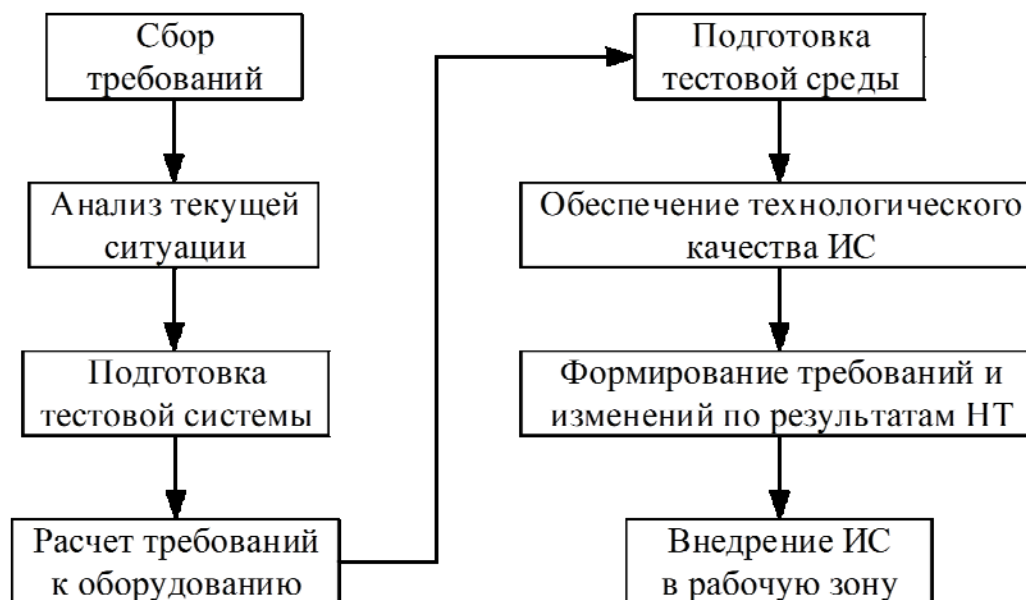 Сбор
требований
Анализ текущей
ситуации
Подготовка
тестовой системы
Расчет требований
к оборудованию
Подготовка
тестовой среды
Обеспечение технологического
качества ИС
Формирование требований и
изменений по результатам НТ
Внедрение ИС
в рабочую зону